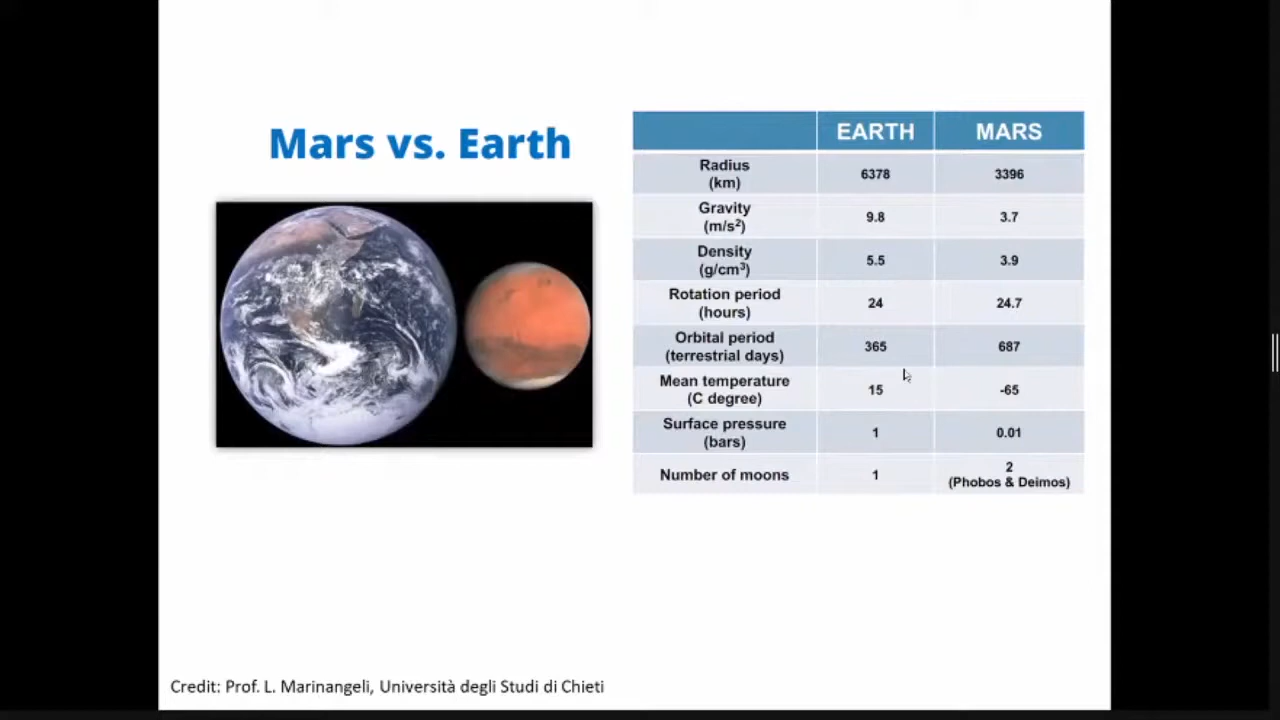 Mars vs. Earth
EARTH MARS
Radius
(km)
6378 3396
Gravity
(m/s²)
9.8 3.7
Density
(g/cm³)
5.5 3.9
Rotation period
(hours)
24 24.7
Orbital period
(terrestrial days)
365 687
Mean temperature
(C degree)
15 -65
Surface pressure
(bars)
1 0.01
Number of moons
1 2
(Phobos & Deimos)
Credit: Prof. L. Marinangeli, Università degli Studi di Chieti